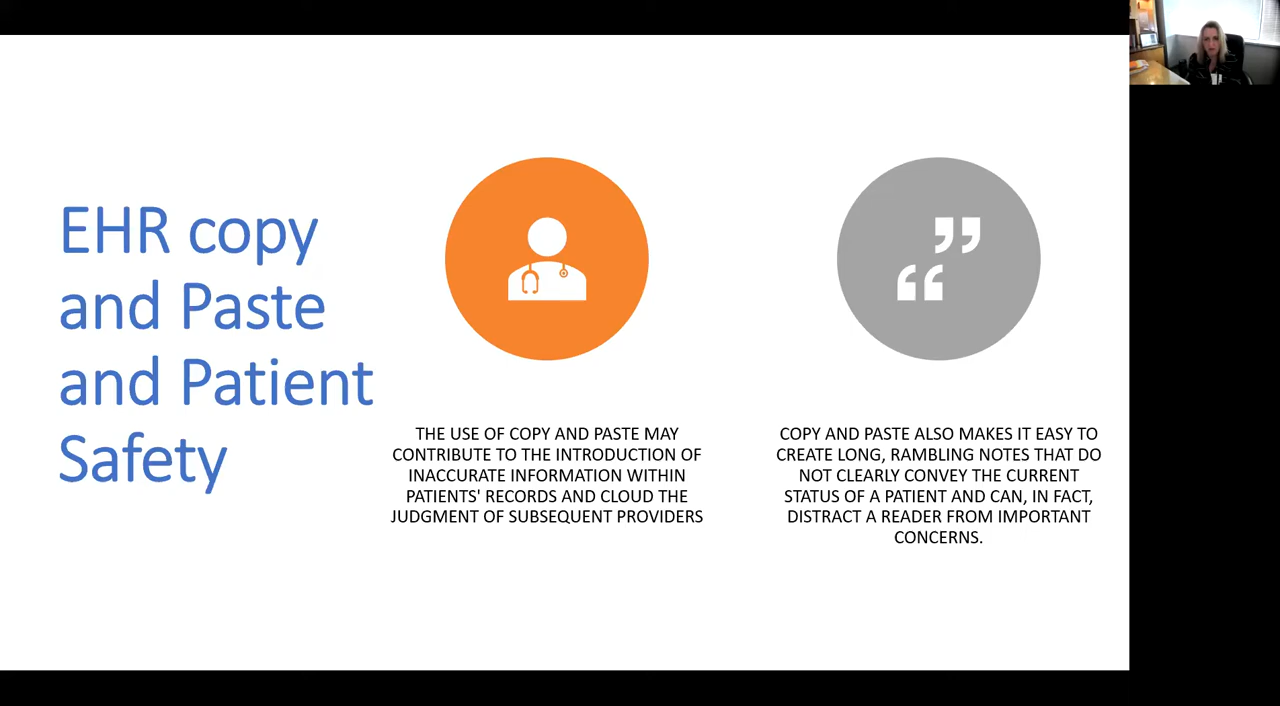 EHR copy
and Paste
and Patient
Safety
THE USE OF COPY AND PASTE MAY
CONTRIBUTE TO THE INTRODUCTION OF
INACCURATE INFORMATION WITHIN
PATIENTS' RECORDS AND CLOUD THE
JUDGMENT OF SUBSEQUENT PROVIDERS
COPY AND PASTE ALSO MAKES IT EASY TO
CREATE LONG, RAMBLING NOTES THAT DO
NOT CLEARLY CONVEY THE CURRENT
STATUS OF A PATIENT AND CAN, IN FACT,
DISTRACT A READER FROM IMPORTANT
CONCERNS.